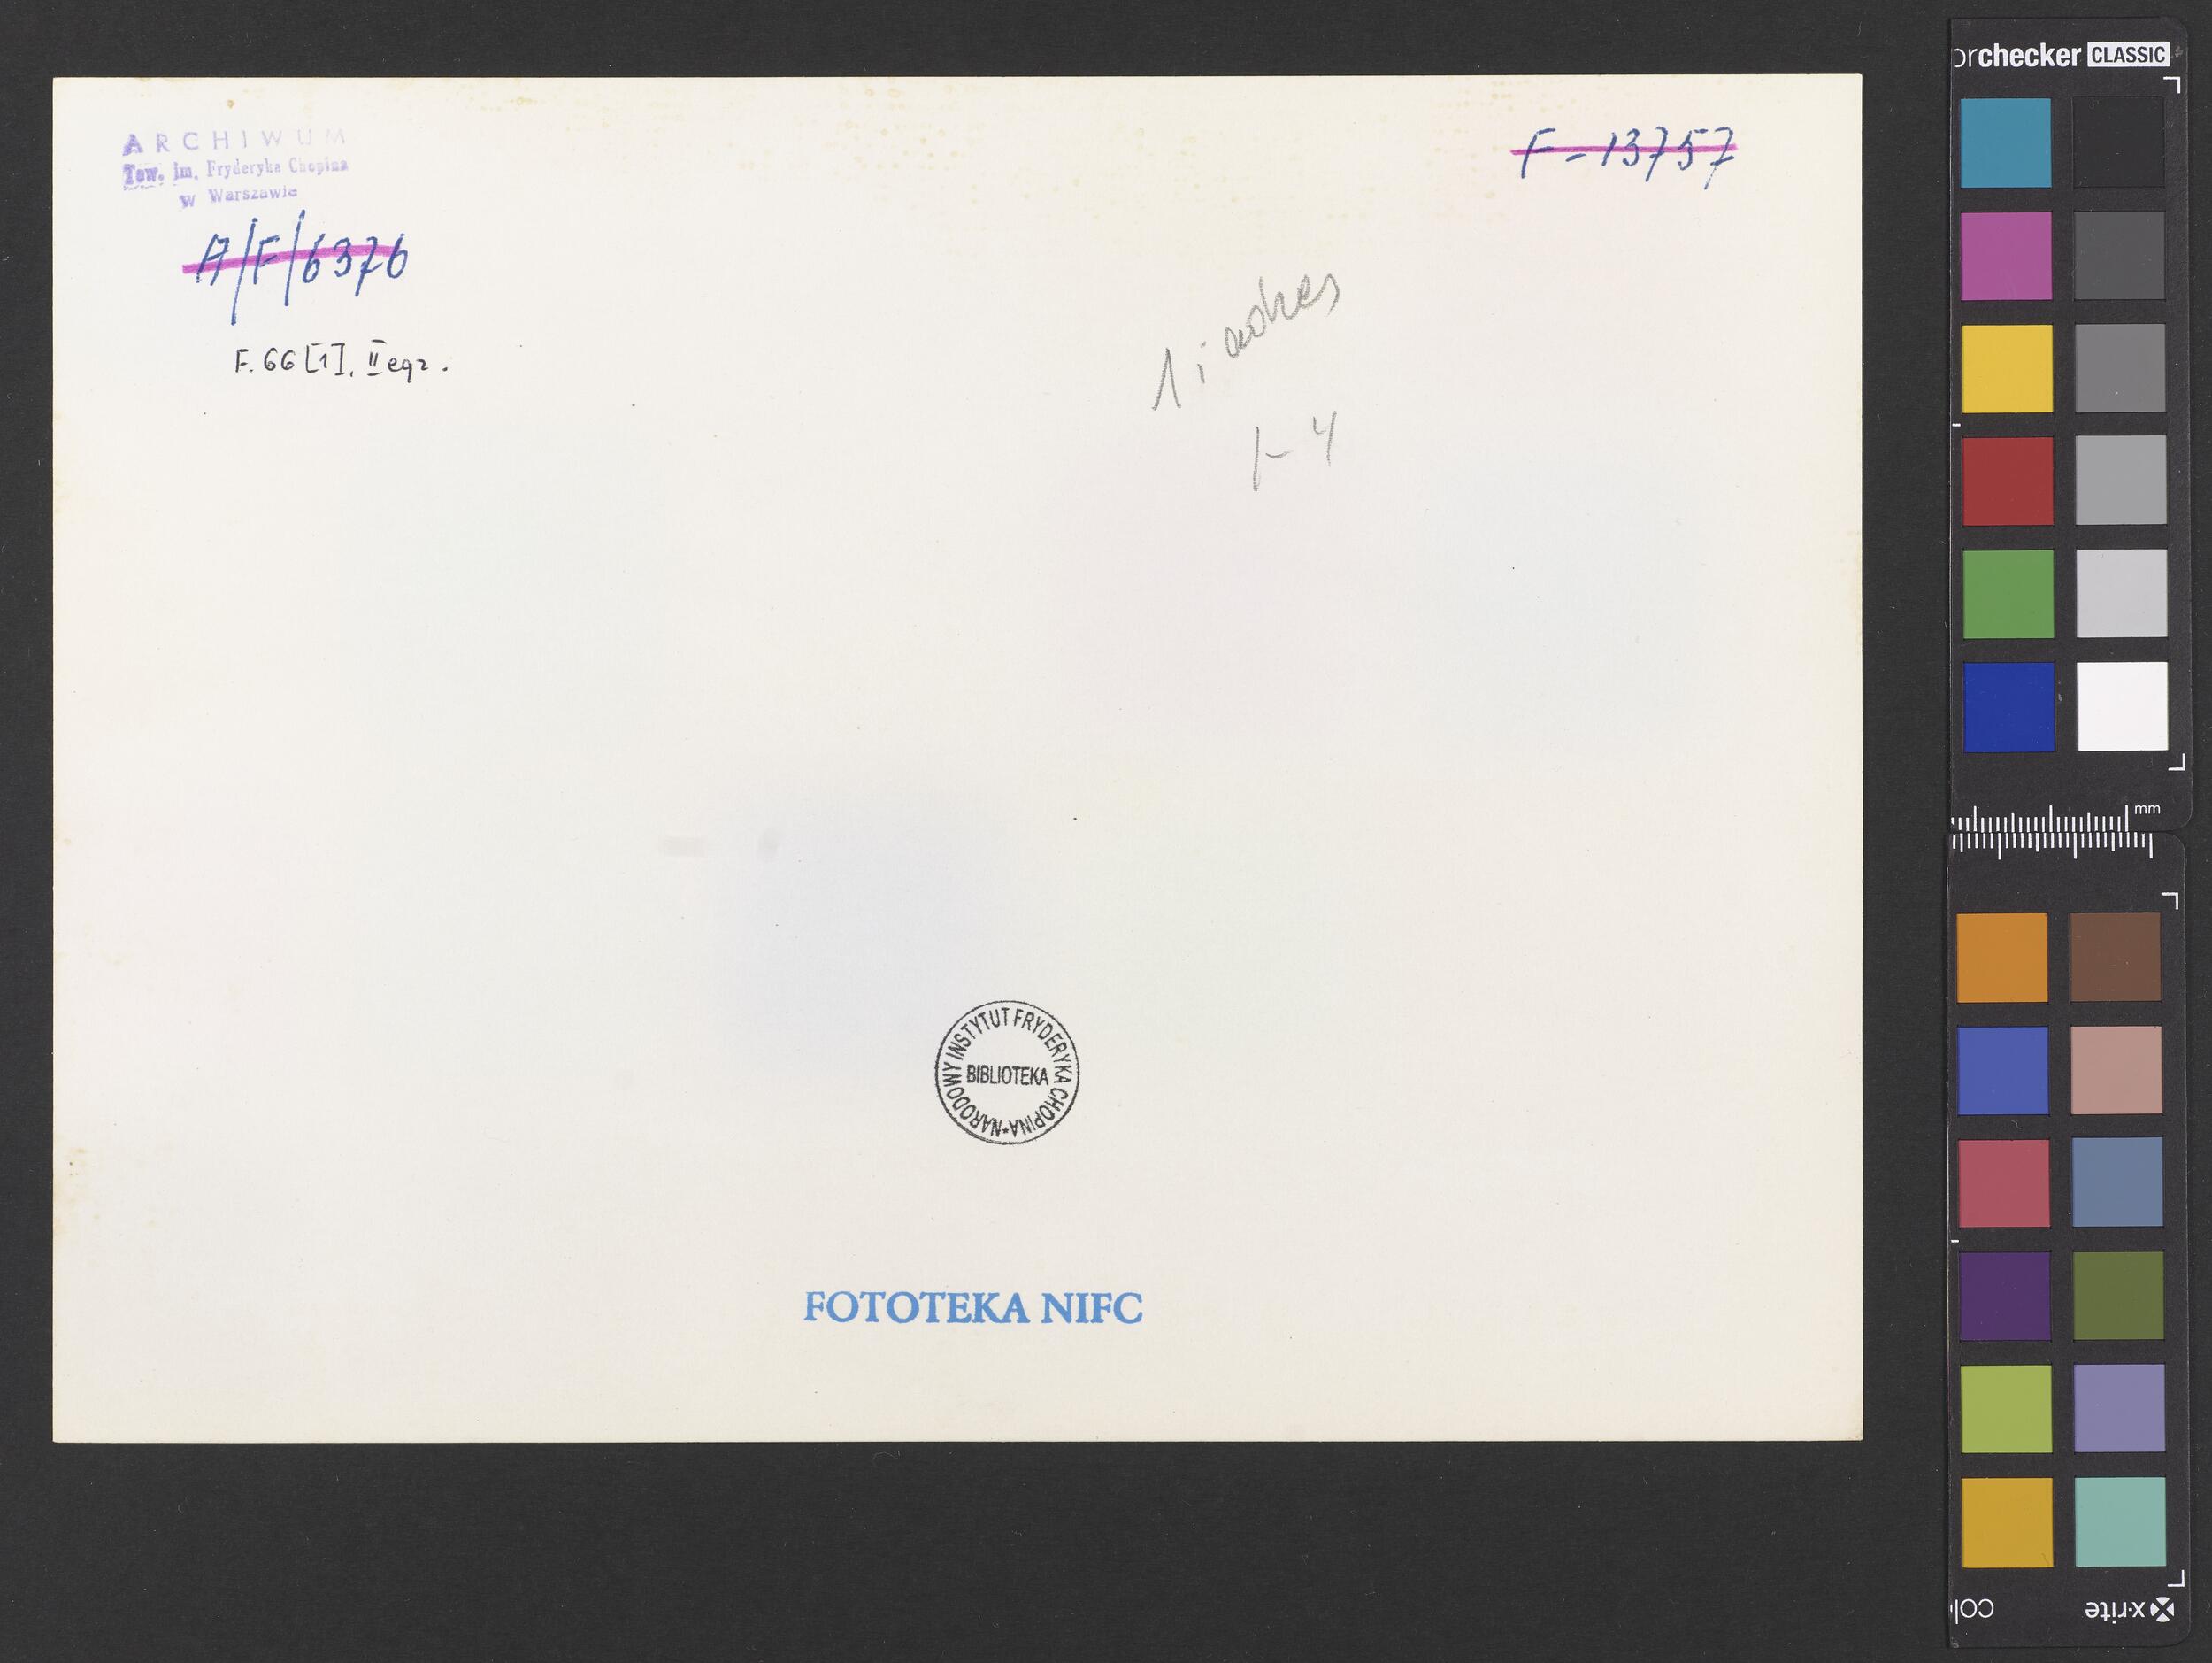 ARCHIWUM
Tow. im. Fryderyka Chopina
w Warszawie
A/F/6376
F. 66 [1], II egz.
F-13757
1 i
1-4
NARODOWY INSTYTUT FRYDERYKA CHOPINA *
BIBLIOTEKA
FOTOTEKA NIFC
orchecker CLASSIC
mm
x-rite
col